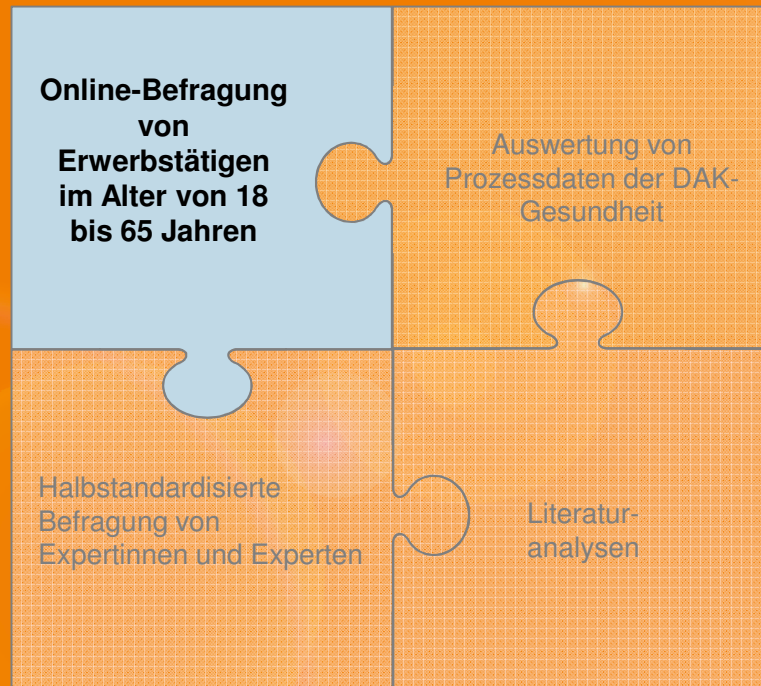 Online-Befragung
von
Erwerbstätigen
im Alter von 18
bis 65 Jahren
Auswertung von
Prozessdaten der DAK-
Gesundheit
Halbstandardisierte
Befragung von
Expertinnen und Experten
Literatur-
analysen